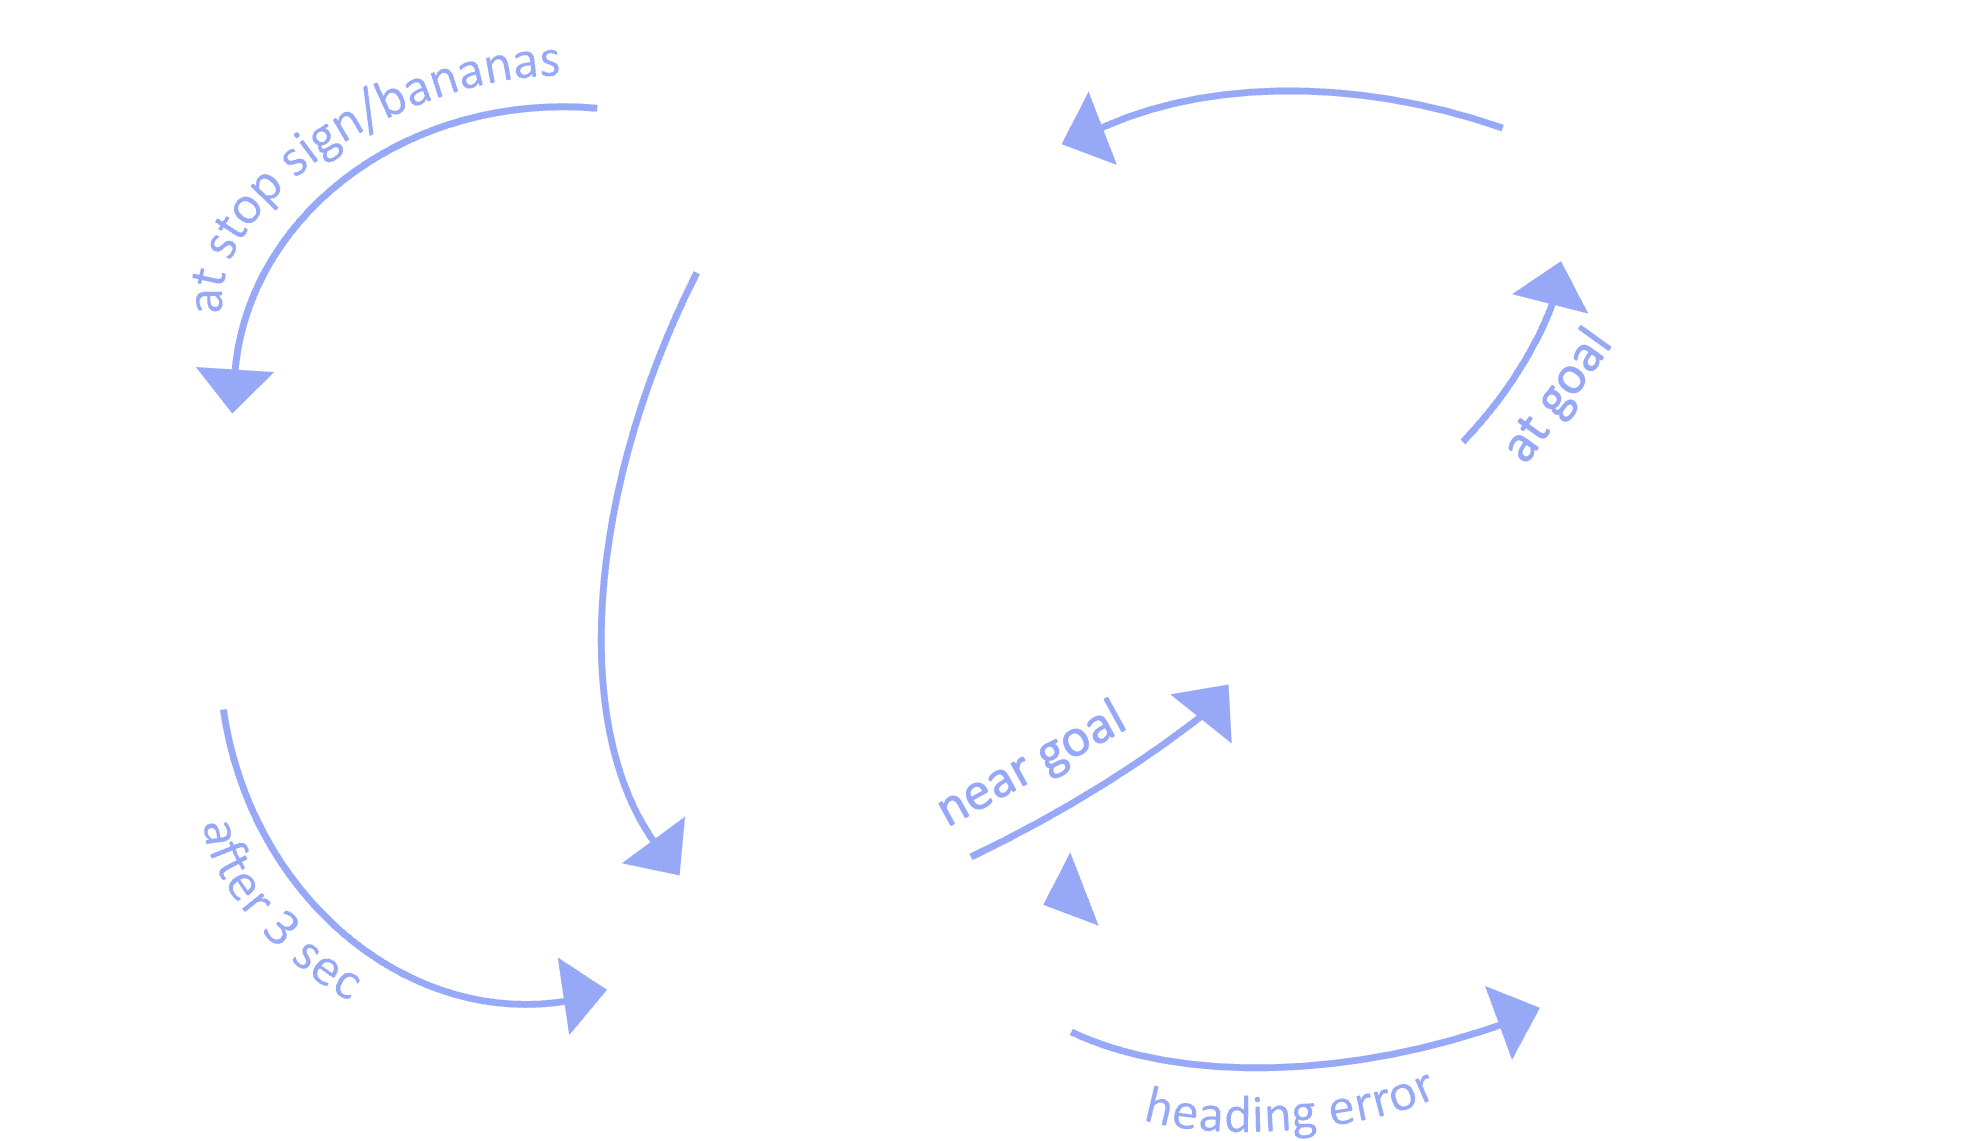 at stop sign/bananas
at goal
near goal
after 3 sec
heading error